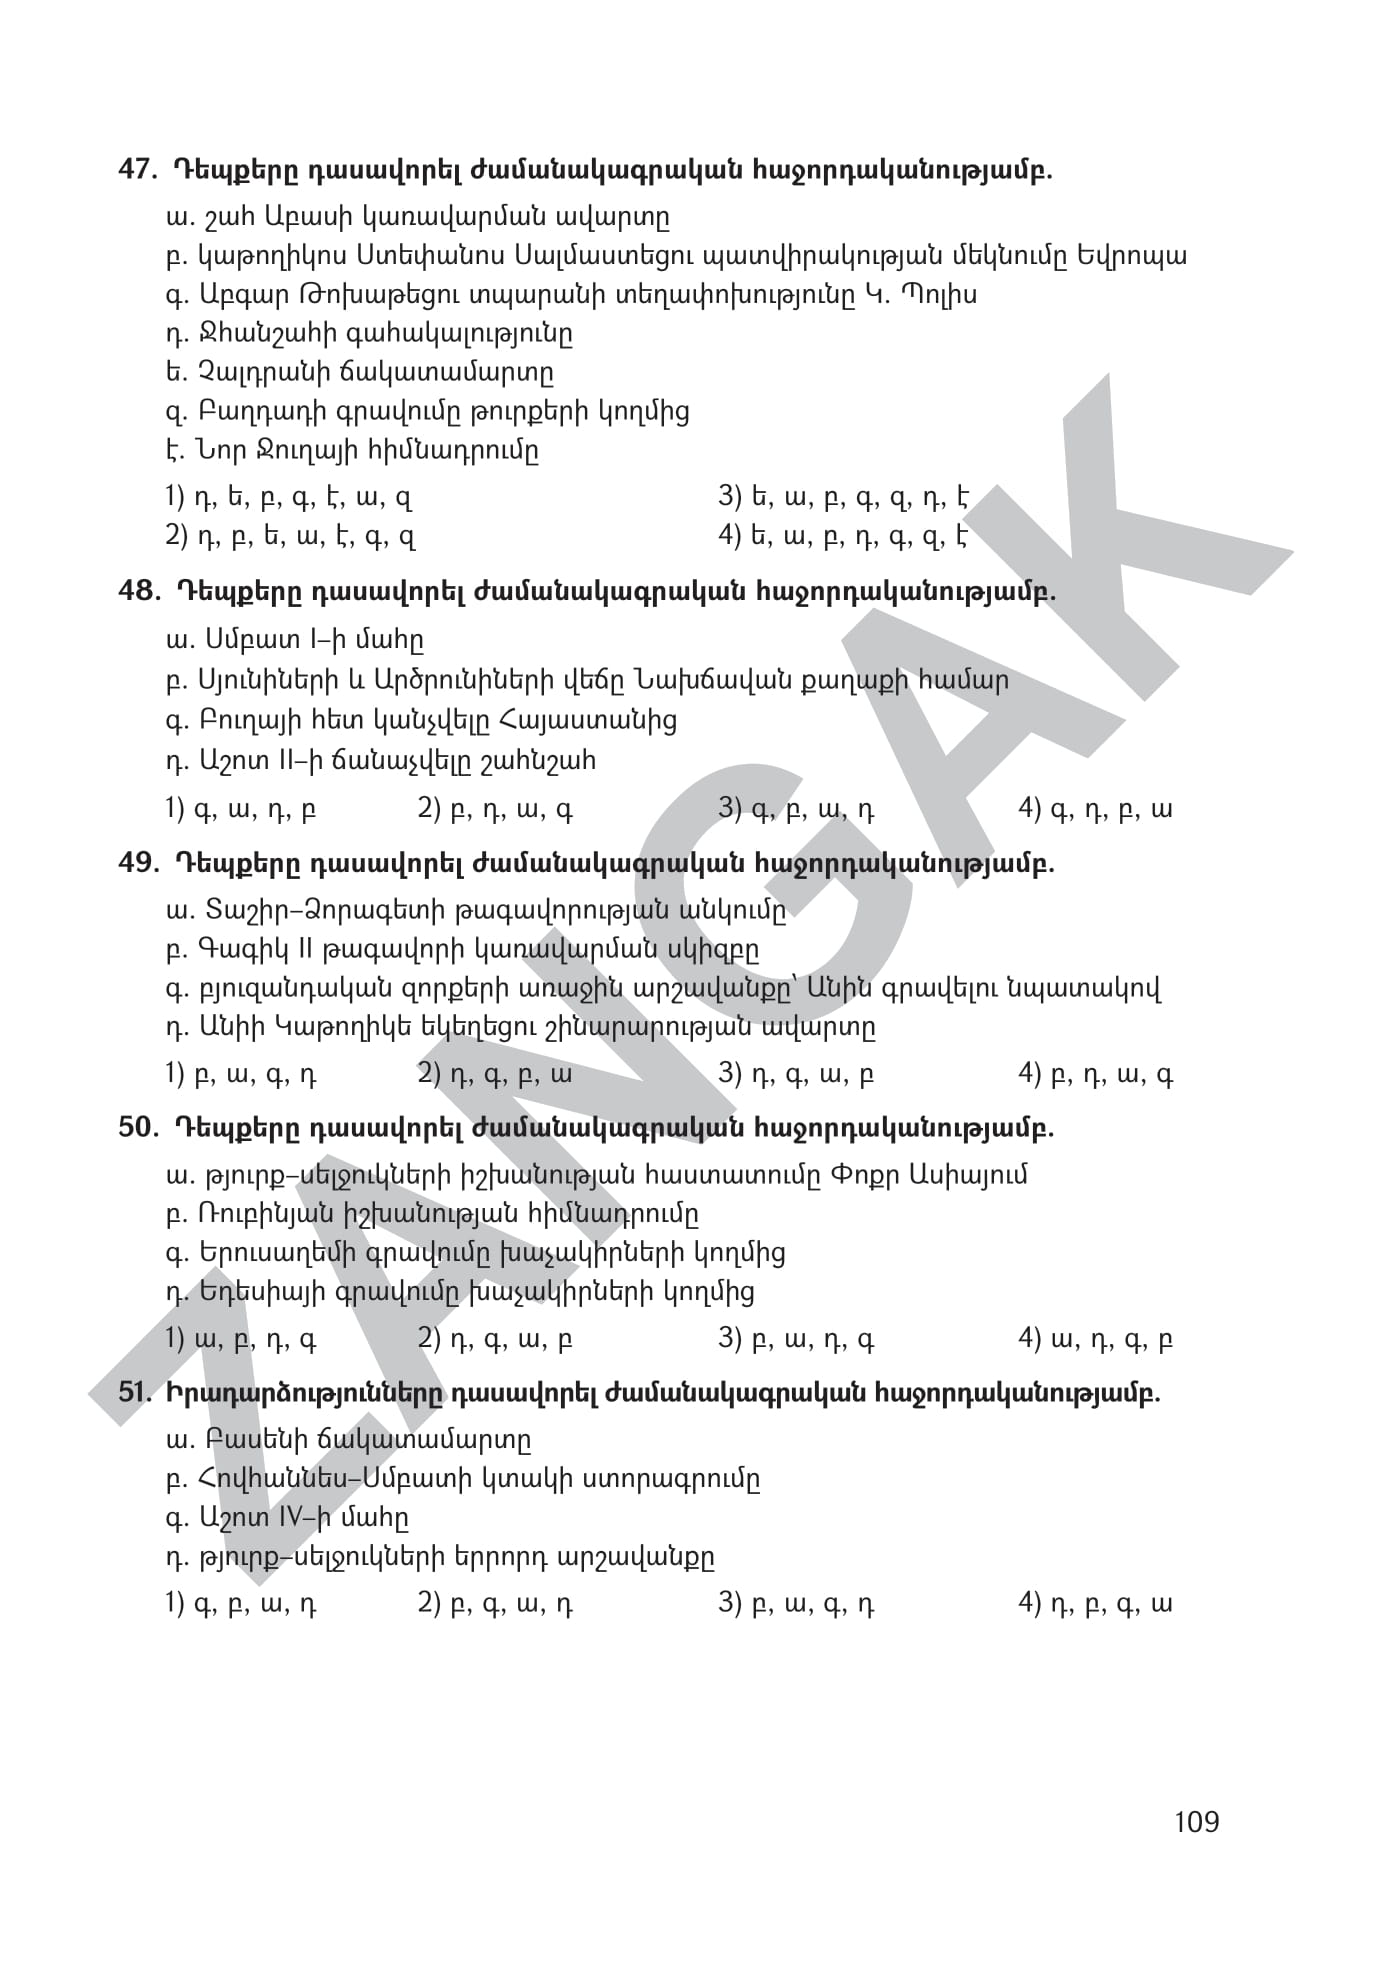 47. Դեպքերը դասավորել ժամանակագրական հաջորդականությամբ.
ա. շահ Աբասի կառավարման ավարտը
բ. կաթողիկոս Ստեփանոս Սալմաստեցու պատվիրակության մեկնումը Եվրոպա
գ. Աբգար Թոխաթեցու տպարանի տեղափոխությունը Կ. Պոլիս
դ. Ջհանշահի գահակալությունը
ե. Չալդրանի ճակատամարտը
զ. Բաղդադի գրավումը թուրքերի կողմից
է. Նոր Ջուղայի հիմնադրումը
1) դ, ե, բ, գ, է, ա, զ 3) ե, ա, բ, գ, զ, դ, է
2) դ, բ, ե, ա, է, գ, զ 4) ե, ա, բ, դ, գ, զ, է
48. Դեպքերը դասավորել ժամանակագրական հաջորդականությամբ.
ա. Սմբատ I–ի մահը
բ. Սյունիների և Արծրունիների վեճը Նախճավան քաղաքի համար
գ. Բուղայի հետ կանչվելը Հայաստանից
դ. Աշոտ II–ի ճանաչվելը շահնշահ
1) գ, ա, դ, բ 2) բ, դ, ա, գ 3) գ, բ, ա, դ 4) գ, դ, բ, ա
49. Դեպքերը դասավորել ժամանակագրական հաջորդականությամբ.
ա. Տաշիր–Ձորագետի թագավորության անկումը
բ. Գագիկ II թագավորի կառավարման սկիզբը
գ. բյուզանդական զորքերի առաջին արշավանքը՝ Անին գրավելու նպատակով
դ. Անիի Կաթողիկե եկեղեցու շինարարության ավարտը
1) բ, ա, գ, դ 2) դ, գ, բ, ա 3) դ, գ, ա, բ 4) բ, դ, ա, գ
50. Դեպքերը դասավորել ժամանակագրական հաջորդականությամբ.
ա. թյուրք–սելջուկների իշխանության հաստատումը Փոքր Ասիայում
բ. Ռուբինյան իշխանության հիմնադրումը
գ. Երուսաղեմի գրավումը խաչակիրների կողմից
դ. Եդեսիայի գրավումը խաչակիրների կողմից
1) ա, բ, դ, գ 2) դ, գ, ա, բ 3) բ, ա, դ, գ 4) ա, դ, գ, բ
51. Իրադարձությունները դասավորել ժամանակագրական հաջորդականությամբ.
ա. Բասենի ճակատամարտը
բ. Հովհաննես–Սմբատի կտակի ստորագրումը
գ. Աշոտ IV–ի մահը
դ. թյուրք–սելջուկների երրորդ արշավանքը
1) գ, բ, ա, դ 2) բ, գ, ա, դ 3) բ, ա, գ, դ 4) դ, բ, գ, ա
109
ZANGAK